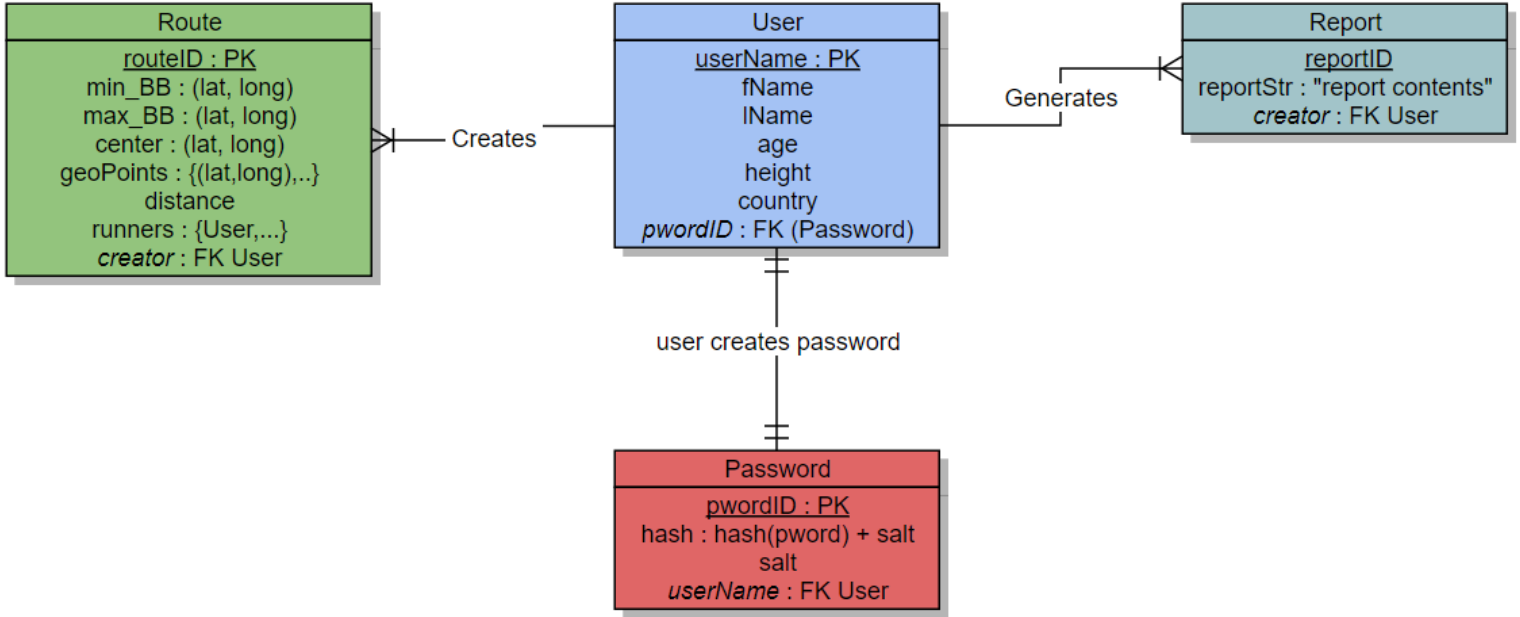 Route
routeID : PK
min_BB : (lat, long)
max_BB : (lat, long)
center : (lat, long)
geoPoints : {(lat,long),..}
distance
runners : {User,...}
creator : FK User
Creates
User
userName : PK
fName
lName
age
height
country
pwordID : FK (Password)
Generates
Report
reportID
reportStr : "report contents"
creator : FK User
user creates password
Password
pwordID : PK
hash : hash(pword) + salt
salt
userName : FK User